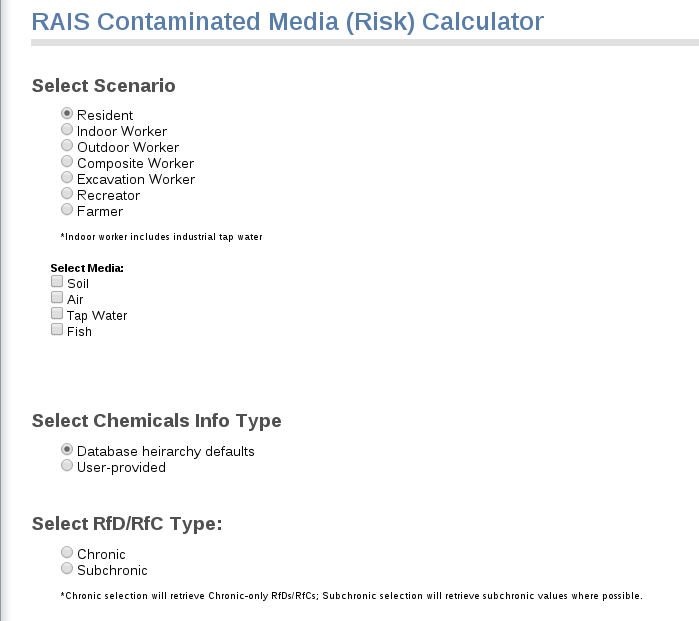 RAIS Contaminated Media (Risk) Calculator
Select Scenario
Resident
Indoor Worker
Outdoor Worker
Composite Worker
Excavation Worker
Recreator
Farmer
*Indoor worker includes industrial tap water
Select Media:
Soil
Air
Tap Water
Fish
Select Chemicals Info Type
Database heirarchy defaults
User-provided
Select RfD/RfC Type:
Chronic
Subchronic
*Chronic selection will retrieve Chronic-only RfDs/RfCs; Subchronic selection will retrieve subchronic values where possible.